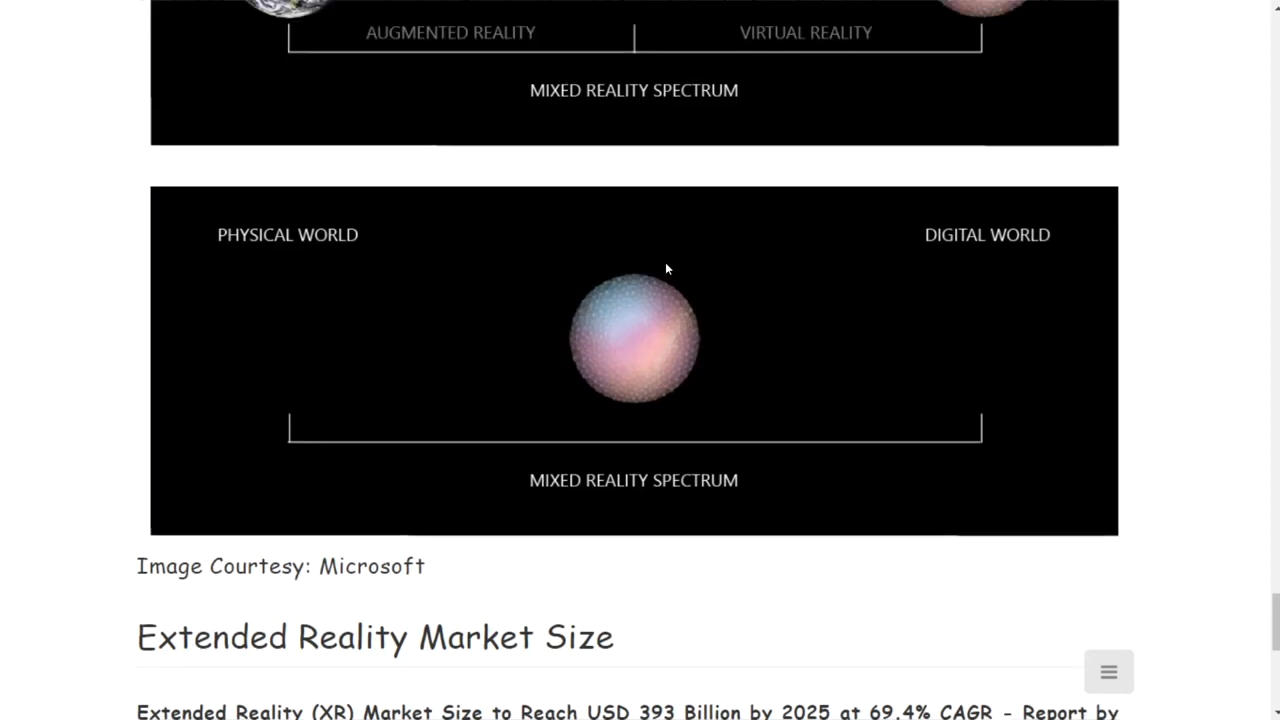 AUGMENTED REALITY VIRTUAL REALITY
MIXED REALITY SPECTRUM
PHYSICAL WORLD DIGITAL WORLD
MIXED REALITY SPECTRUM
Image Courtesy: Microsoft
Extended Reality Market Size
Extended Reality (XR) Market Size to Reach USD 393 Billion by 2025 at 69.4% CAGR - Report by